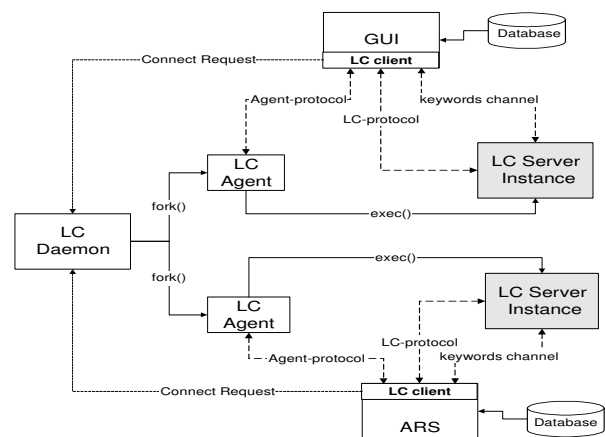 GUI
Database
LC client
Connect Request
Agent-protocol
keywords channel
LC-protocol
LC
Agent
LC Server
Instance
fork()
exec()
LC
Daemon
fork()
exec()
LC
Agent
LC Server
Instance
LC-protocol
Agent-protocol
keywords channel
Connect Request
LC client
ARS
Database